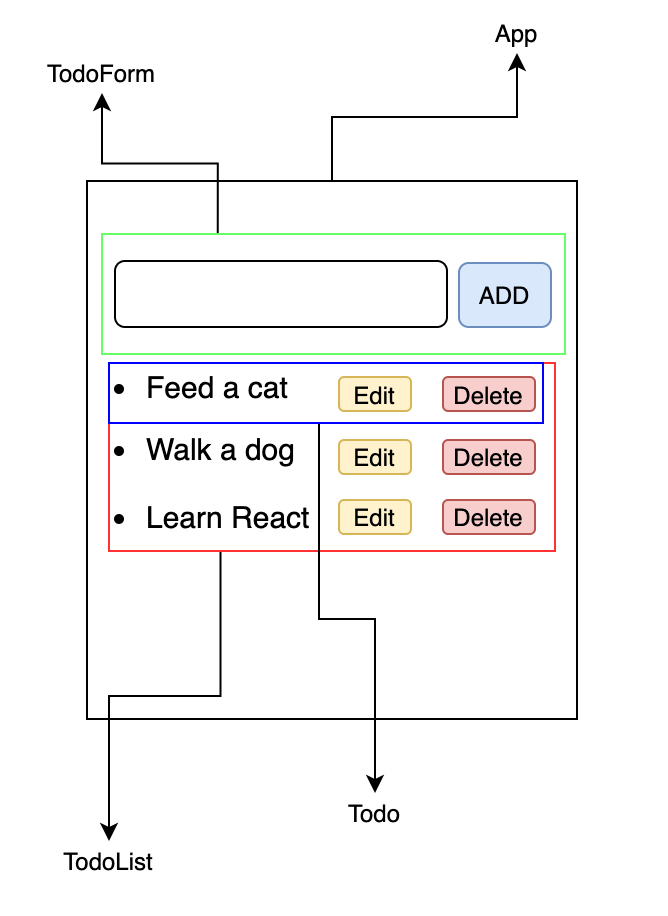 App
TodoForm
ADD
Feed a cat Edit Delete
Walk a dog Edit Delete
Learn React Edit Delete
Todo
TodoList